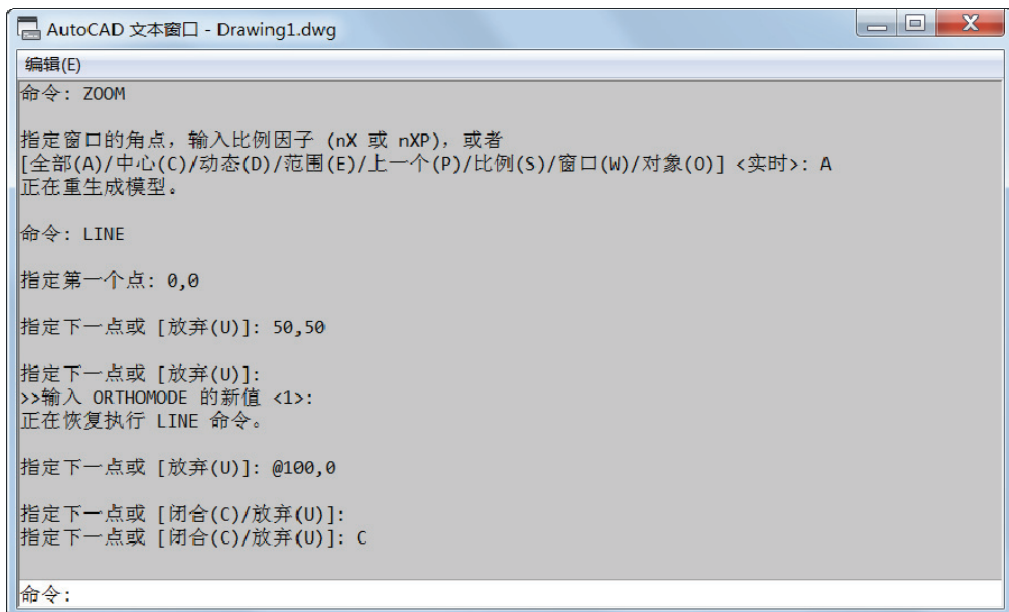 AutoCAD 文本窗口 - Drawing1.dwg
编辑(E)
命令: ZOOM
指定窗口的角点，输入比例因子 (nX 或 nXP)，或者
[全部(A)/中心(C)/动态(D)/范围(E)/上一个(P)/比例(S)/窗口(W)/对象(O)] <实时>: A
正在重生成模型。
命令: LINE
指定第一个点: 0,0
指定下一点或 [放弃(U)]: 50,50
指定下一点或 [放弃(U)]:
>>输入 ORTHOMODE 的新值 <1>:
正在恢复执行 LINE 命令。
指定下一点或 [放弃(U)]: @100,0
指定下一点或 [闭合(C)/放弃(U)]:
指定下一点或 [闭合(C)/放弃(U)]: C
命令: